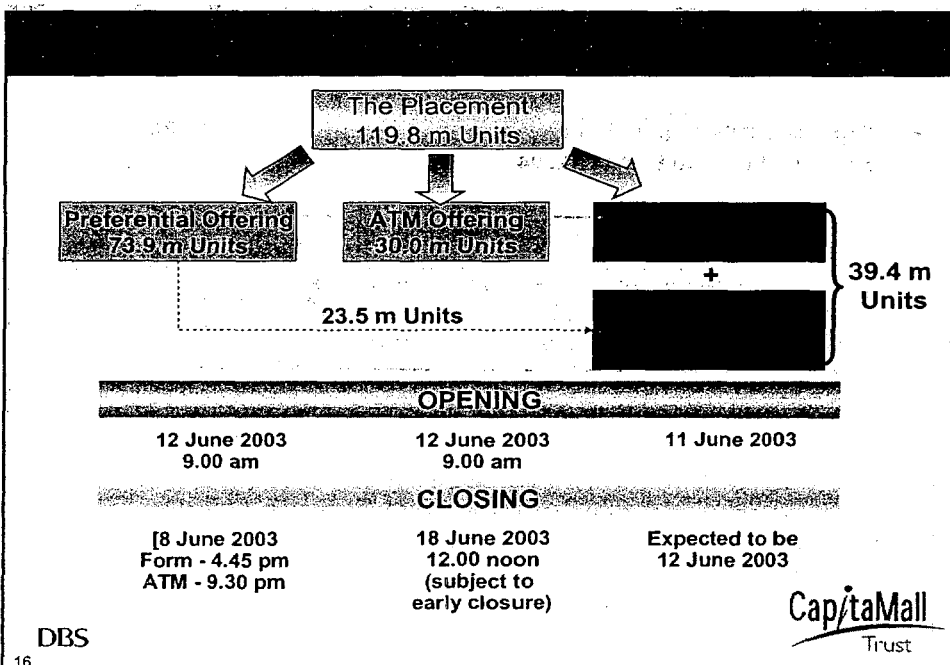 The Placement
119.8 m Units
Preferential Offering
73.9 m Units
ATM Offering
30.0 m Units
+
39.4 m
Units
23.5 m Units
OPENING
12 June 2003
9.00 am
12 June 2003
9.00 am
11 June 2003
CLOSING
[8 June 2003
Form - 4.45 pm
ATM - 9.30 pm
18 June 2003
12.00 noon
(subject to
early closure)
Expected to be
12 June 2003
DBS
CapitaMall
Trust
16